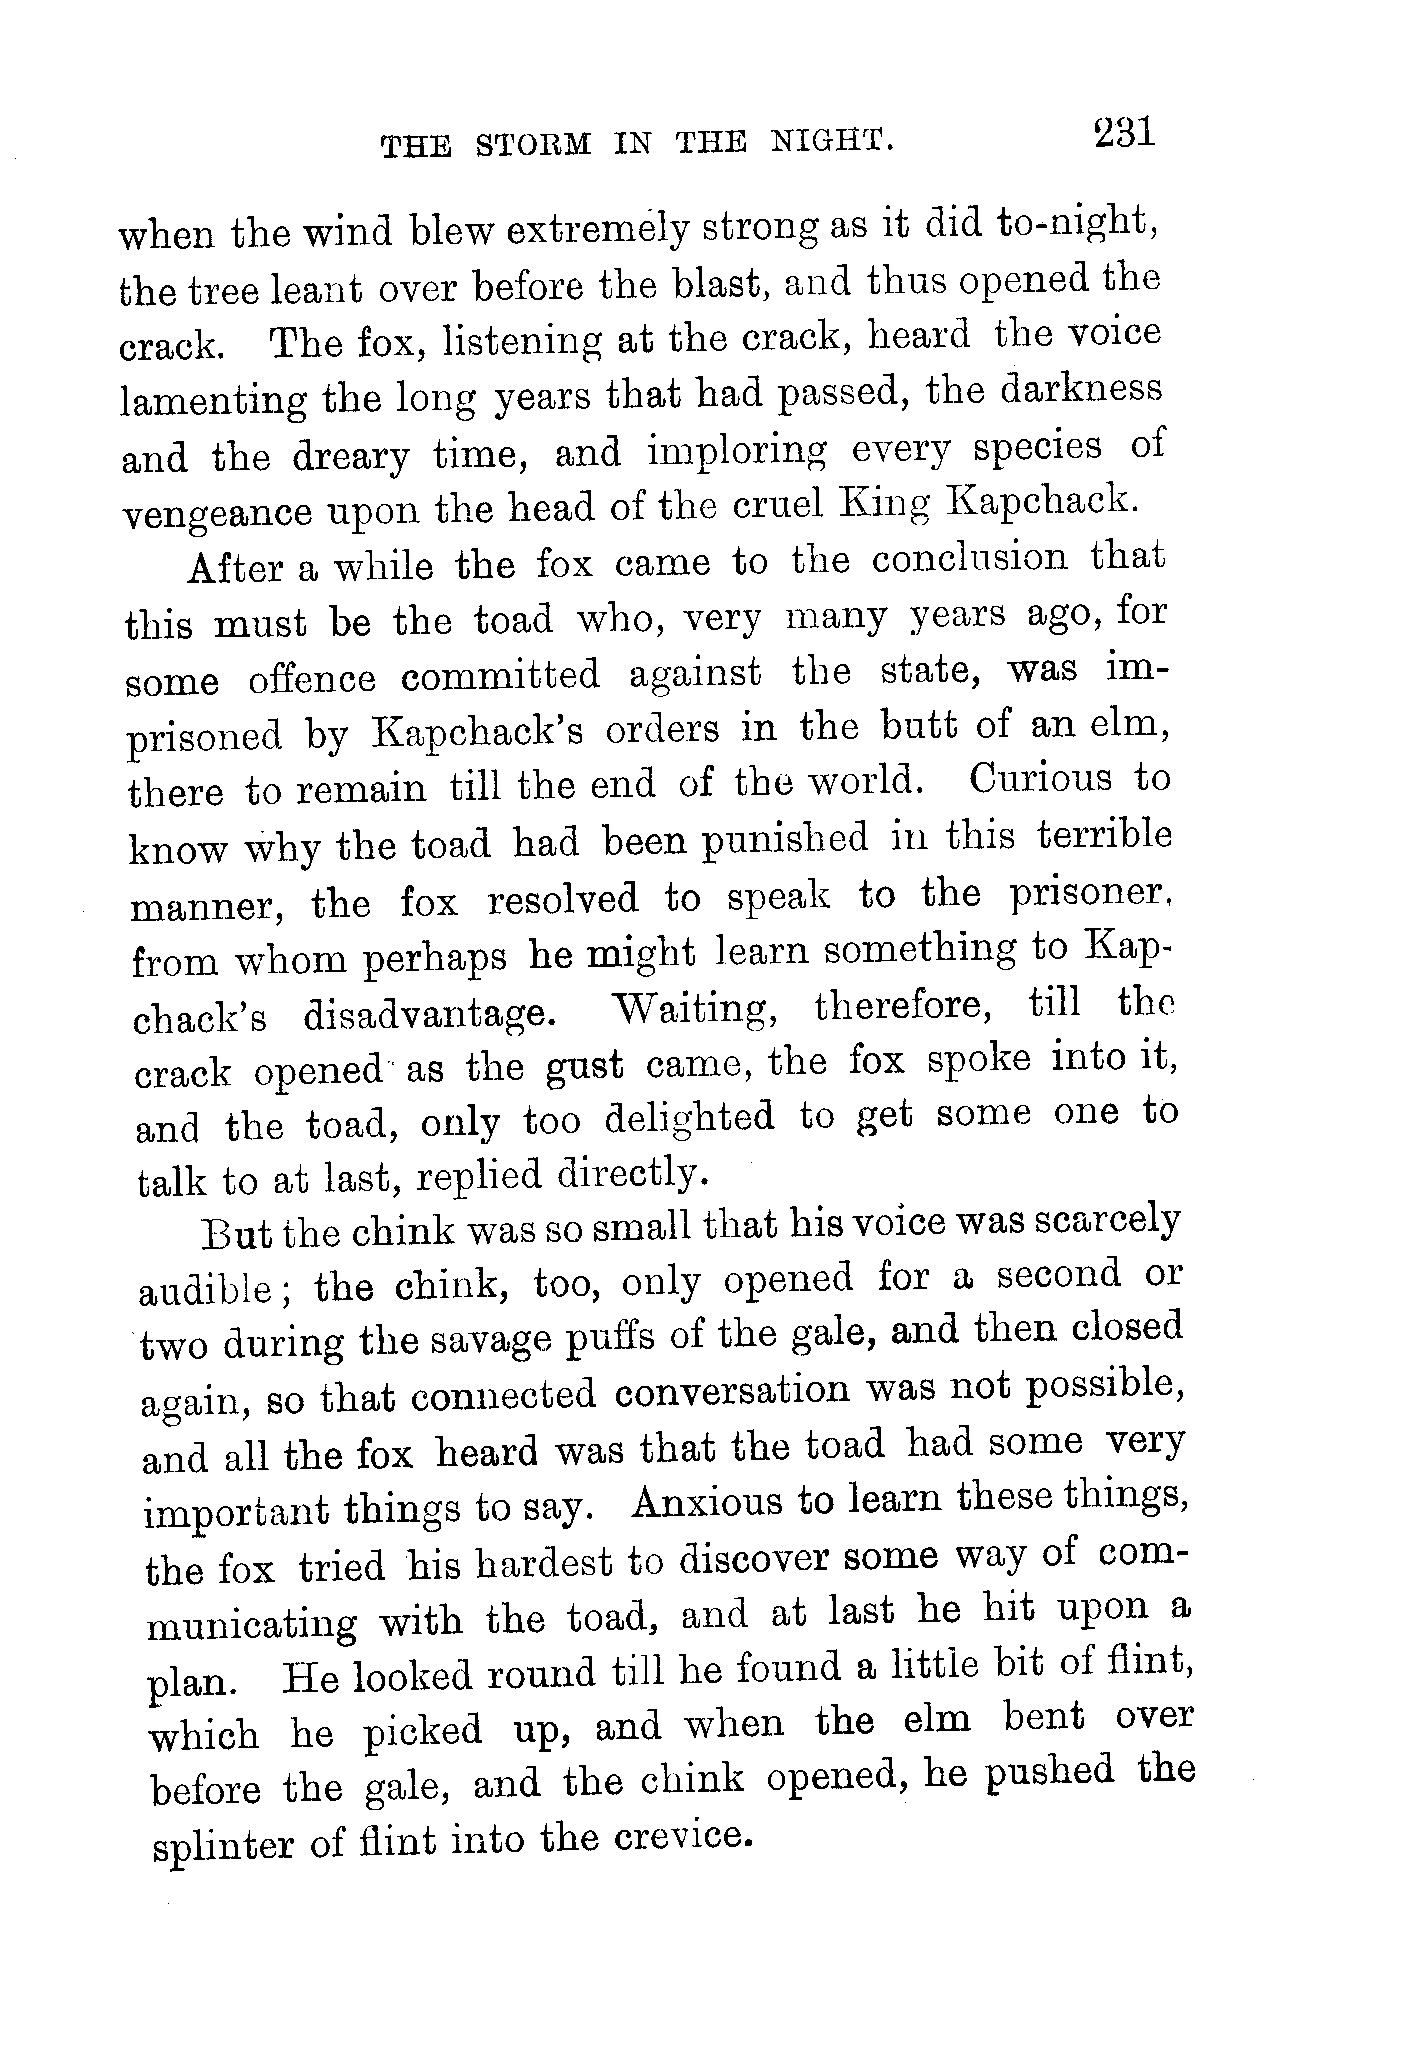 THE STORM IN THE NIGHT. 231
when the wind blew extremely strong as it did to-night,
the tree leant over before the blast, and thus opened the
crack. The fox, listening at the crack, heard the voice
lamenting the long years that had passed, the darkness
and the dreary time, and imploring every species of
vengeance upon the head of the cruel King Kapchack.
After a while the fox came to the conclusion that
this must be the toad who, very many years ago, for
some offence committed against the state, was im-
prisoned by Kapchack's orders in the butt of an elm,
there to remain till the end of the world. Curious to
know why the toad had been punished in this terrible
manner, the fox resolved to speak to the prisoner,
from whom perhaps he might learn something to Kap-
chack's disadvantage. Waiting, therefore, till the
crack opened as the gust came, the fox spoke into it,
and the toad, only too delighted to get some one to
talk to at last, replied directly.
But the chink was so small that his voice was scarcely
audible; the chink, too, only opened for a second or
two during the savage puffs of the gale, and then closed
again, so that connected conversation was not possible,
and all the fox heard was that the toad had some very
important things to say. Anxious to learn these things,
the fox tried his hardest to discover some way of com-
municating with the toad, and at last he hit upon a
plan. He looked round till he found a little bit of flint,
which he picked up, and when the elm bent over
before the gale, and the chink opened, he pushed the
splinter of flint into the crevice.